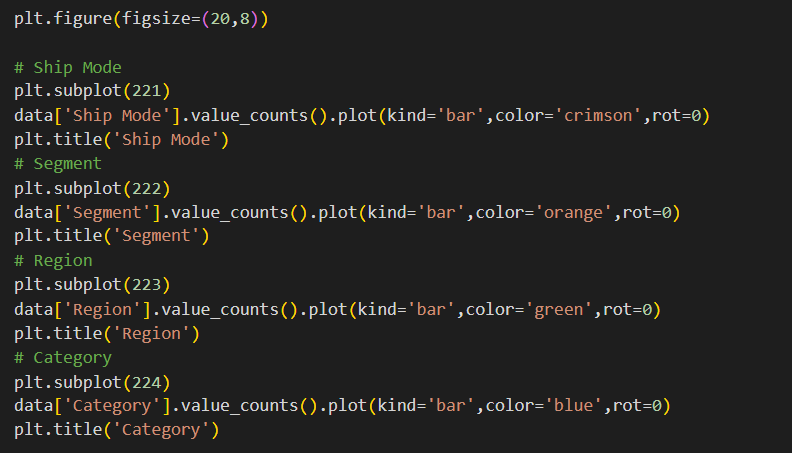 plt.figure(figsize=(20,8))
# Ship Mode
plt.subplot(221)
data['Ship Mode'].value_counts().plot(kind='bar',color='crimson',rot=0)
plt.title('Ship Mode')
# Segment
plt.subplot(222)
data['Segment'].value_counts().plot(kind='bar',color='orange',rot=0)
plt.title('Segment')
# Region
plt.subplot(223)
data['Region'].value_counts().plot(kind='bar',color='green',rot=0)
plt.title('Region')
# Category
plt.subplot(224)
data['Category'].value_counts().plot(kind='bar',color='blue',rot=0)
plt.title('Category')